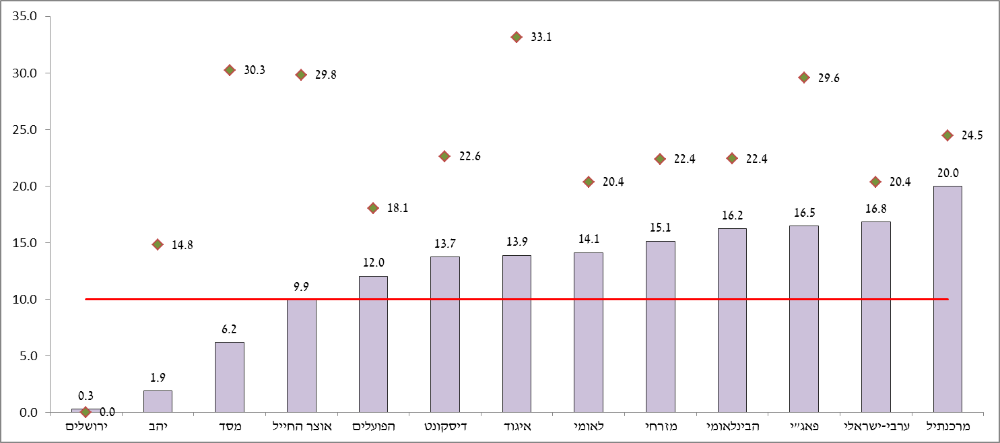 35.0
30.0
25.0
20.0
15.0
10.0
5.0
0.0
33.1
30.3
29.8
29.6
24.5
22.6
22.4
22.4
20.4
20.4
18.1
14.8
0.0
0.3
1.9
6.2
9.9
12.0
13.7
13.9
14.1
15.1
16.2
16.5
16.8
20.0
ירושלים
יהב
מסד
אוצר החייל
הפועלים
דיסקונט
איגוד
לאומי
מזרחי
הבינלאומי
פאג"י
ערבי-ישראלי
מרכנתיל